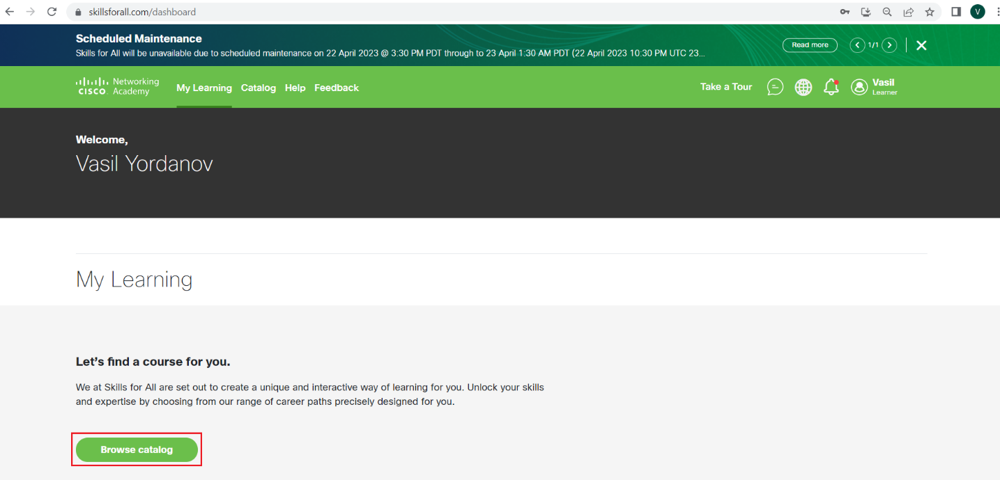 skillsforall.com/dashboard
V
Scheduled Maintenance
Skills for All will be unavailable due to scheduled maintenance on 22 April 2023 @ 3:30 PM PDT through to 23 April 1:30 AM PDT (22 April 2023 10:30 PM UTC 23...
Read more
1/1
CISCO Networking Academy
My Learning
Catalog
Help
Feedback
Take a Tour
Vasil
Learner
Welcome,
Vasil Yordanov
My Learning
Let's find a course for you.
We at Skills for All are set out to create a unique and interactive way of learning for you. Unlock your skills
and expertise by choosing from our range of career paths precisely designed for you.
Browse catalog